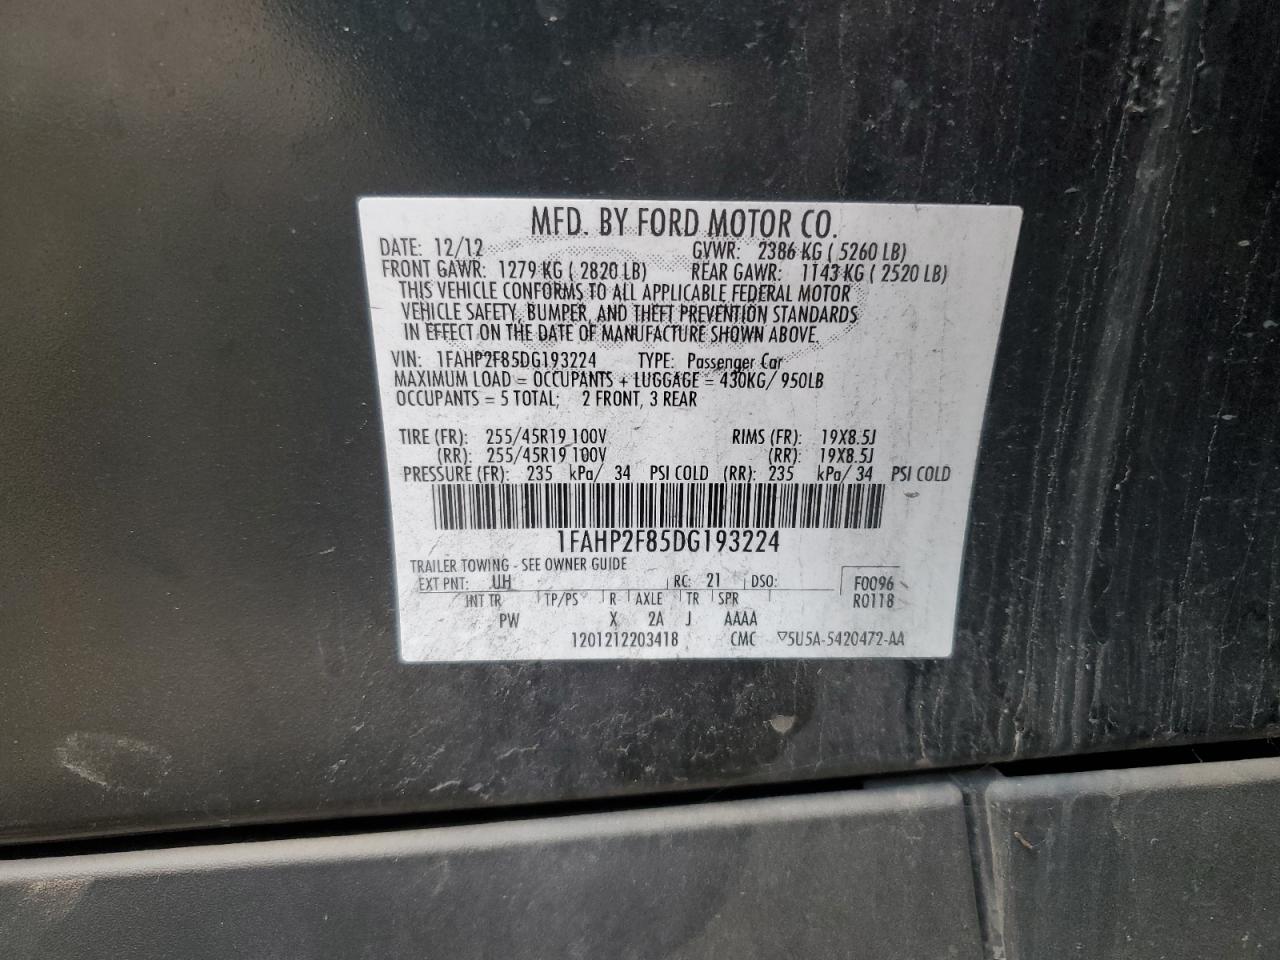 MFD. BY FORD MOTOR CO.
DATE: 12/12 GVWR: 2386 KG ( 5260 LB)
FRONT GAWR: 1279 KG ( 2820 LB) REAR GAWR: 1143 KG ( 2520 LB)
THIS VEHICLE CONFORMS TO ALL APPLICABLE FEDERAL MOTOR
VEHICLE SAFETY, BUMPER, AND THEFT PREVENTION STANDARDS
IN EFFECT ON THE DATE OF MANUFACTURE SHOWN ABOVE.
VIN: 1FAHP2F85DG193224 TYPE: Passenger Car
MAXIMUM LOAD = OCCUPANTS + LUGGAGE = 430KG/ 950LB
OCCUPANTS = 5 TOTAL; 2 FRONT, 3 REAR
TIRE (FR): 255/45R19 100V RIMS (FR): 19X8.5J
(RR): 255/45R19 100V (RR): 19X8.5J
PRESSURE (FR): 235 kPa/ 34 PSI COLD (RR): 235 kPa/ 34 PSI COLD
1FAHP2F85DG193224
TRAILER TOWING - SEE OWNER GUIDE
EXT PNT: UH RC: 21 DSO: F0096
INT TR TP/PS R AXLE TR SPR R0118
PW X 2A J AAAA
1201212203418 CMC ▽5U5A-5420472-AA